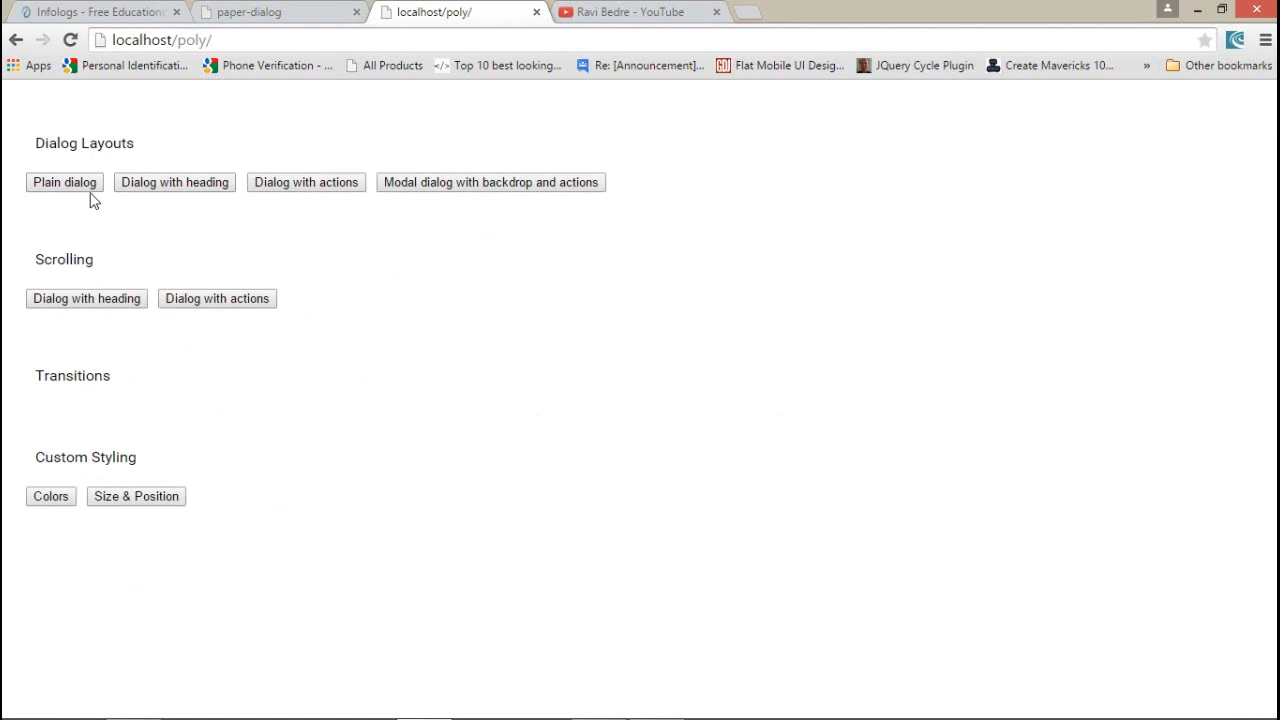 Infologs - Free Educationa
paper-dialog
localhost/poly/
Ravi Bedre - YouTube
localhost/poly/
Apps
Personal Identificati...
Phone Verification - ...
All Products
Top 10 best looking...
Re: [Announcement]...
Flat Mobile UI Desig...
JQuery Cycle Plugin
Create Mavericks 10...
»
Other bookmarks
Dialog Layouts
Plain dialog
Dialog with heading
Dialog with actions
Modal dialog with backdrop and actions
Scrolling
Dialog with heading
Dialog with actions
Transitions
Custom Styling
Colors
Size & Position